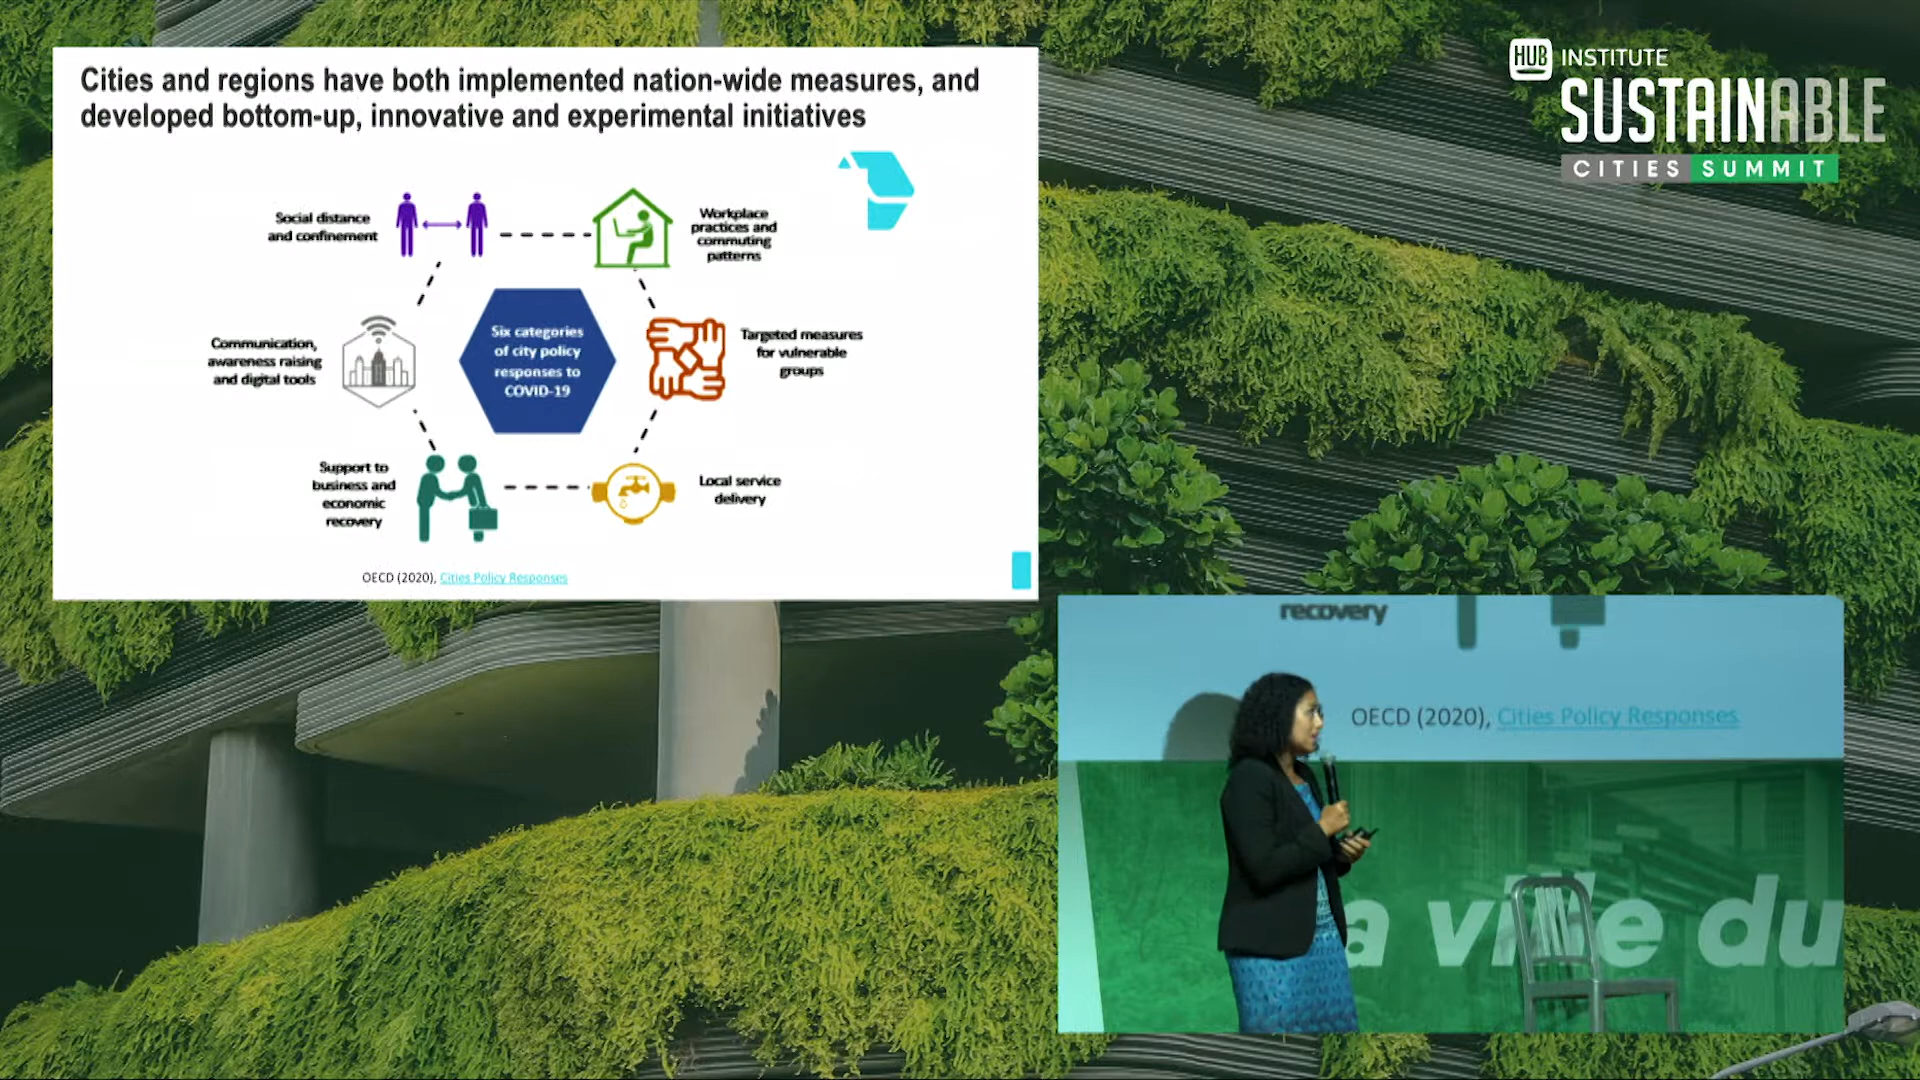 Cities and regions have both implemented nation-wide measures, and
developed bottom-up, innovative and experimental initiatives
Social distance
and confinement
Workplace
practices and
commuting
patterns
Communication,
awareness raising
and digital tools
Six categories
of city policy
responses to
COVID-19
Targeted measures
for vulnerable
groups
Support to
business and
economic
recovery
Local service
delivery
OECD (2020), Cities Policy Responses
HUB INSTITUTE
SUSTAINABLE
CITIES SUMMIT
recovery
OECD (2020), Cities Policy Responses
a ville du